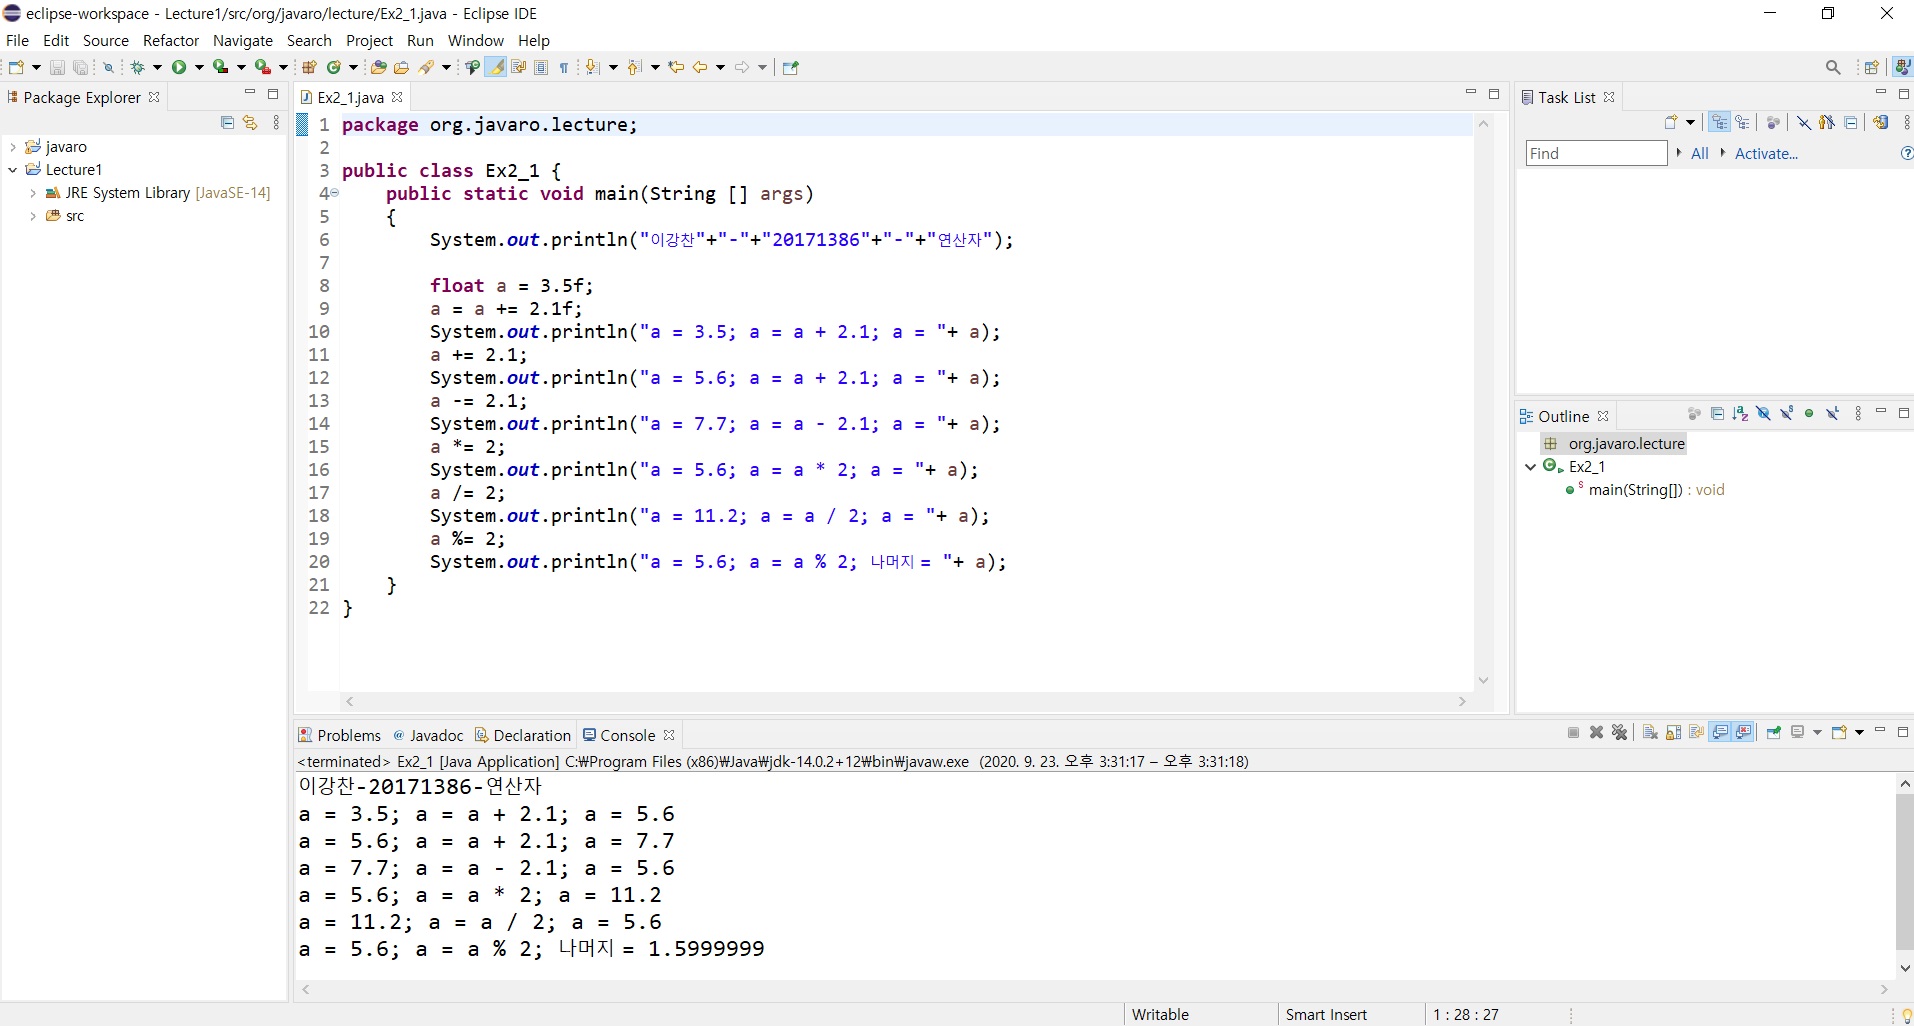 eclipse-workspace - Lecture1/src/org/javaro/lecture/Ex2_1.java - Eclipse IDE
File Edit Source Refactor Navigate Search Project Run Window Help
Package Explorer
javaro
Lecture1
JRE System Library [JavaSE-14]
src
Ex2_1.java
1 package org.javaro.lecture;
2
3 public class Ex2_1 {
4 public static void main(String [] args)
5 {
6 System.out.println("이강찬"+"-"+"20171386"+"-"+"연산자");
7
8 float a = 3.5f;
9 a = a += 2.1f;
10 System.out.println("a = 3.5; a = a + 2.1; a = "+ a);
11 a += 2.1;
12 System.out.println("a = 5.6; a = a + 2.1; a = "+ a);
13 a -= 2.1;
14 System.out.println("a = 7.7; a = a - 2.1; a = "+ a);
15 a *= 2;
16 System.out.println("a = 5.6; a = a * 2; a = "+ a);
17 a /= 2;
18 System.out.println("a = 11.2; a = a / 2; a = "+ a);
19 a %= 2;
20 System.out.println("a = 5.6; a = a % 2; 나머지 = "+ a);
21 }
22 }
Task List
Find All Activate...
Outline
org.javaro.lecture
Ex2_1
main(String[]) : void
Problems @ Javadoc Declaration Console
<terminated> Ex2_1 [Java Application] C:₩Program Files (x86)₩Java₩jdk-14.0.2+12₩bin₩javaw.exe (2020. 9. 23. 오후 3:31:17 – 오후 3:31:18)
이강찬-20171386-연산자
a = 3.5; a = a + 2.1; a = 5.6
a = 5.6; a = a + 2.1; a = 7.7
a = 7.7; a = a - 2.1; a = 5.6
a = 5.6; a = a * 2; a = 11.2
a = 11.2; a = a / 2; a = 5.6
a = 5.6; a = a % 2; 나머지 = 1.5999999
Writable Smart Insert 1 : 28 : 27